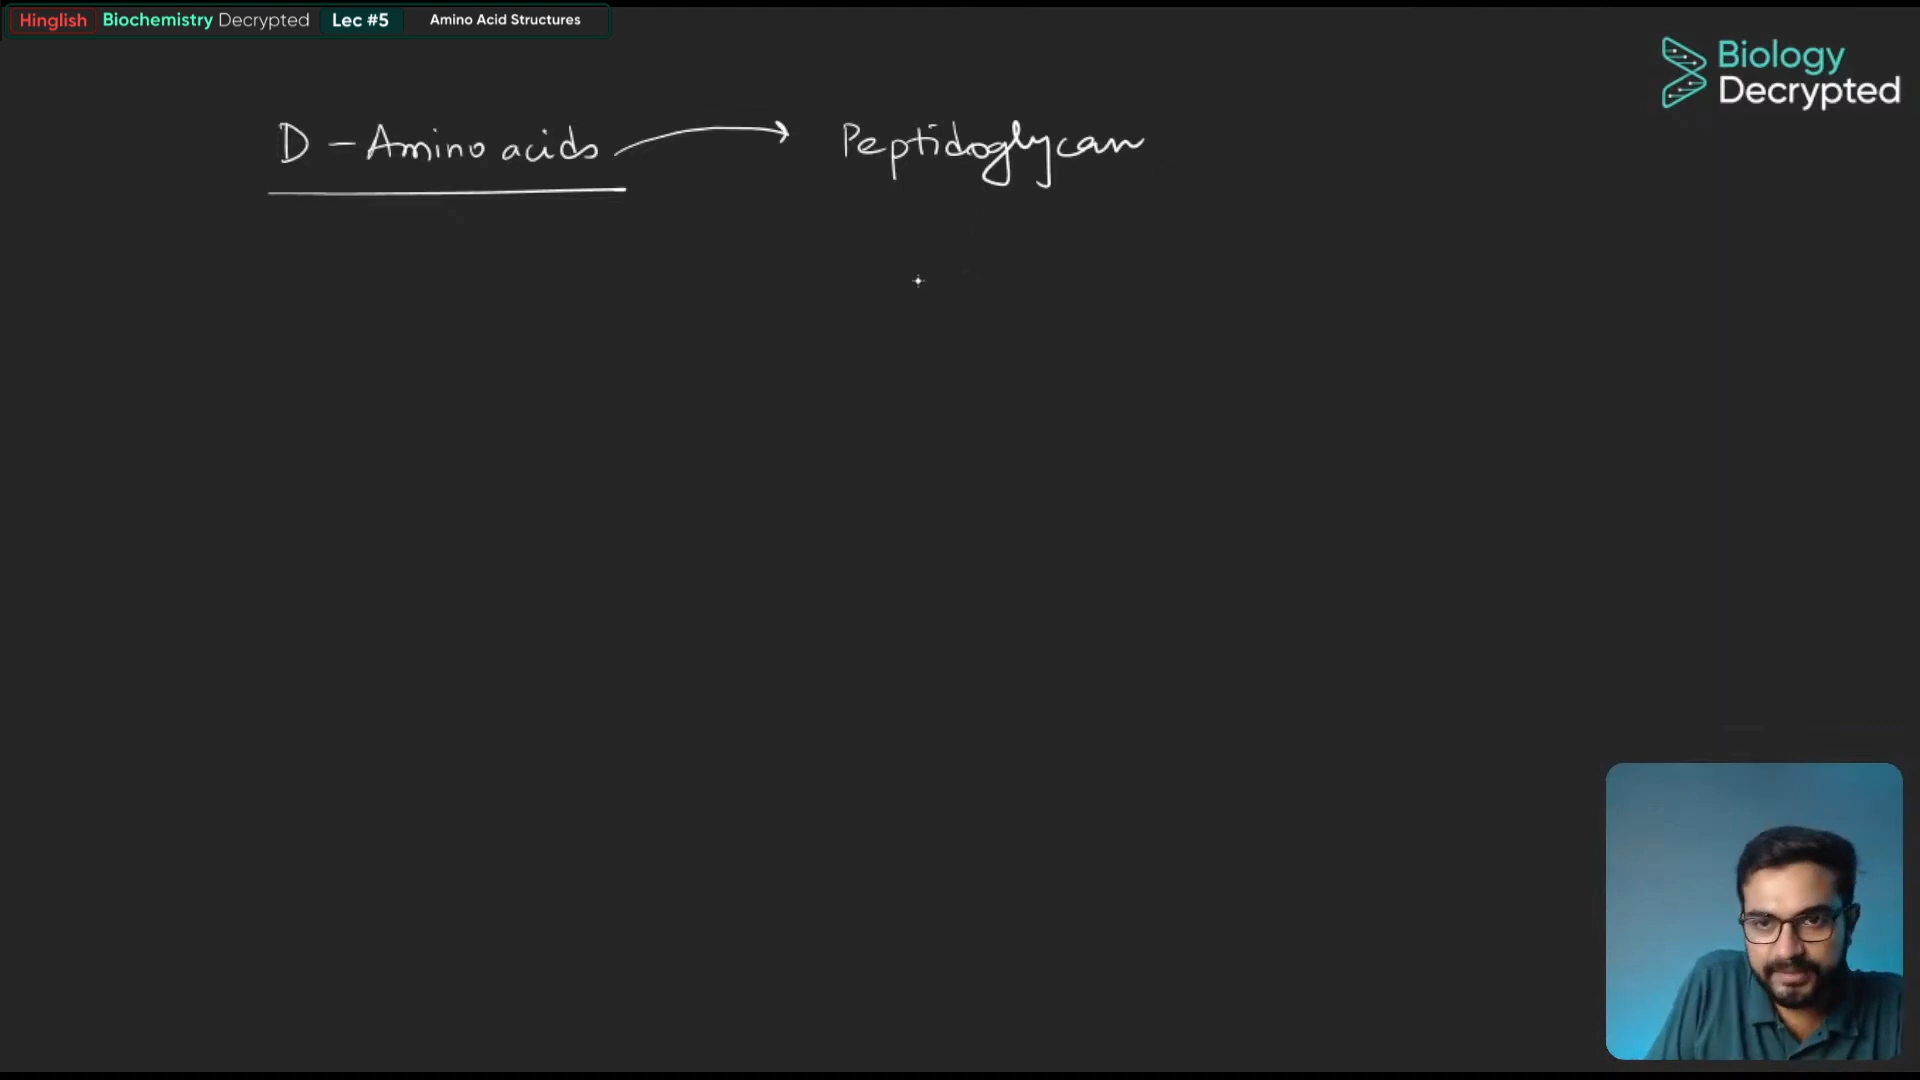 Hinglish Biochemistry Decrypted Lec #5 Amino Acid Structures
Biology
Decrypted
D - Amino acids → Peptidoglycan